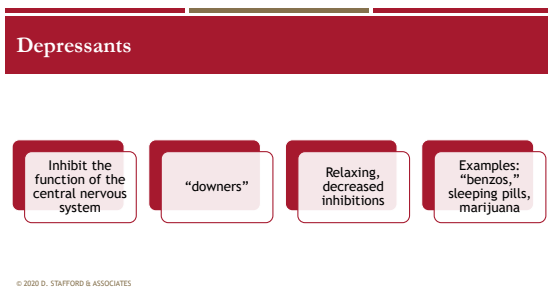 Depressants
Inhibit the
function of the
central nervous
system
“downers”
Relaxing,
decreased
inhibitions
Examples:
“benzos,”
sleeping pills,
marijuana
© 2020 D. STAFFORD & ASSOCIATES